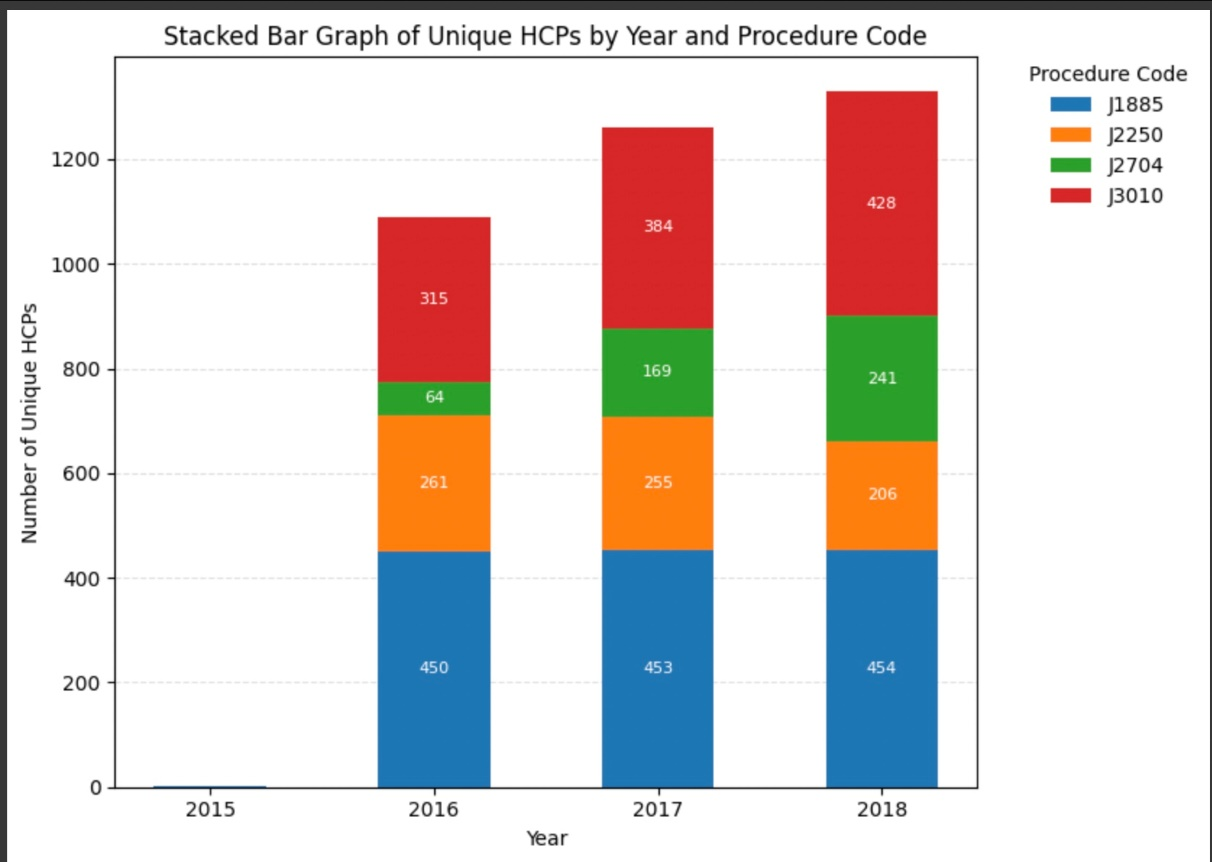 Stacked Bar Graph of Unique HCPs by Year and Procedure Code
Procedure Code
J1885
J2250
J2704
J3010
Number of Unique HCPs
1200
1000
800
600
400
200
0
315
64
261
450
384
169
255
453
428
241
206
454
2015
2016
2017
2018
Year